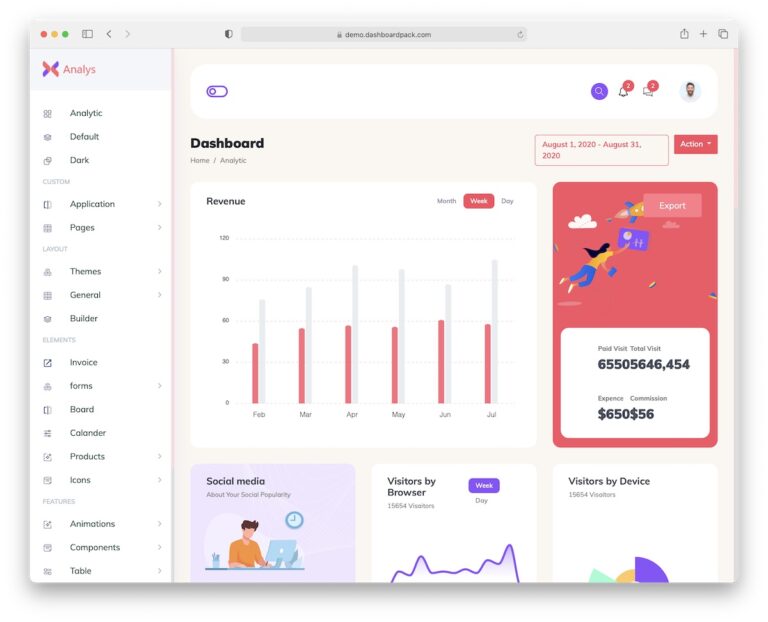 demo.dashboardpack.com
Analys
Analytic
Default
Dark
CUSTOM
Application
Pages
LAYOUT
Themes
General
Builder
ELEMENTS
Invoice
forms
Board
Calander
Products
Icons
FEATURES
Animations
Components
Table
2
2
Dashboard
Home / Analytic
August 1, 2020 - August 31,
2020
Action
Revenue
Month Week Day
120
90
60
30
0
Feb Mar Apr May Jun Jul
Export
Paid Visit Total Visit
65505646,454
Expence Commission
$650$56
Social media
About Your Social Popularity
Visitors by
Browser
15654 Visaitors
Week
Day
Visitors by Device
15654 Visaitors